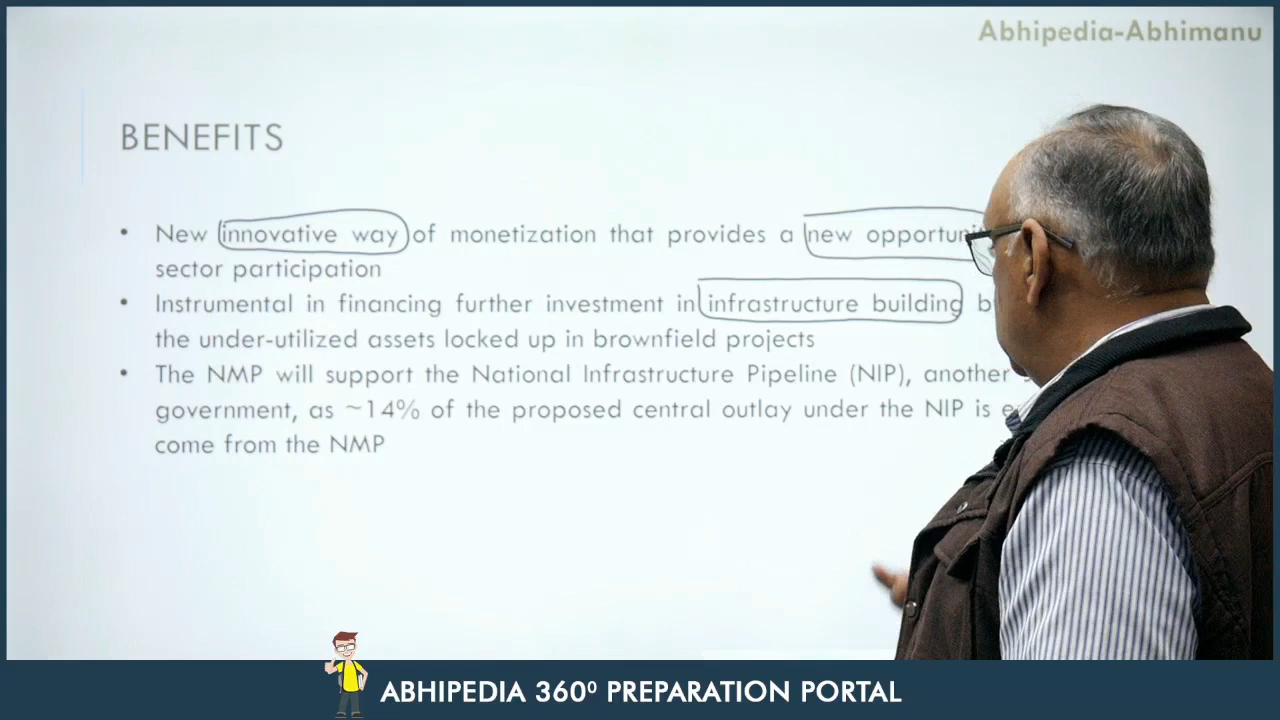 Abhipedia-Abhimanu
BENEFITS
• New innovative way of monetization that provides a new
sector participation
• Instrumental in financing further investment in infrastructure building
the under-utilized assets locked up in brownfield projects
• The NMP will support the National Infrastructure Pipeline (NIP), another
government, as ~14% of the proposed central outlay under the NIP is
come from the NMP
ABHIPEDIA 360⁰ PREPARATION PORTAL